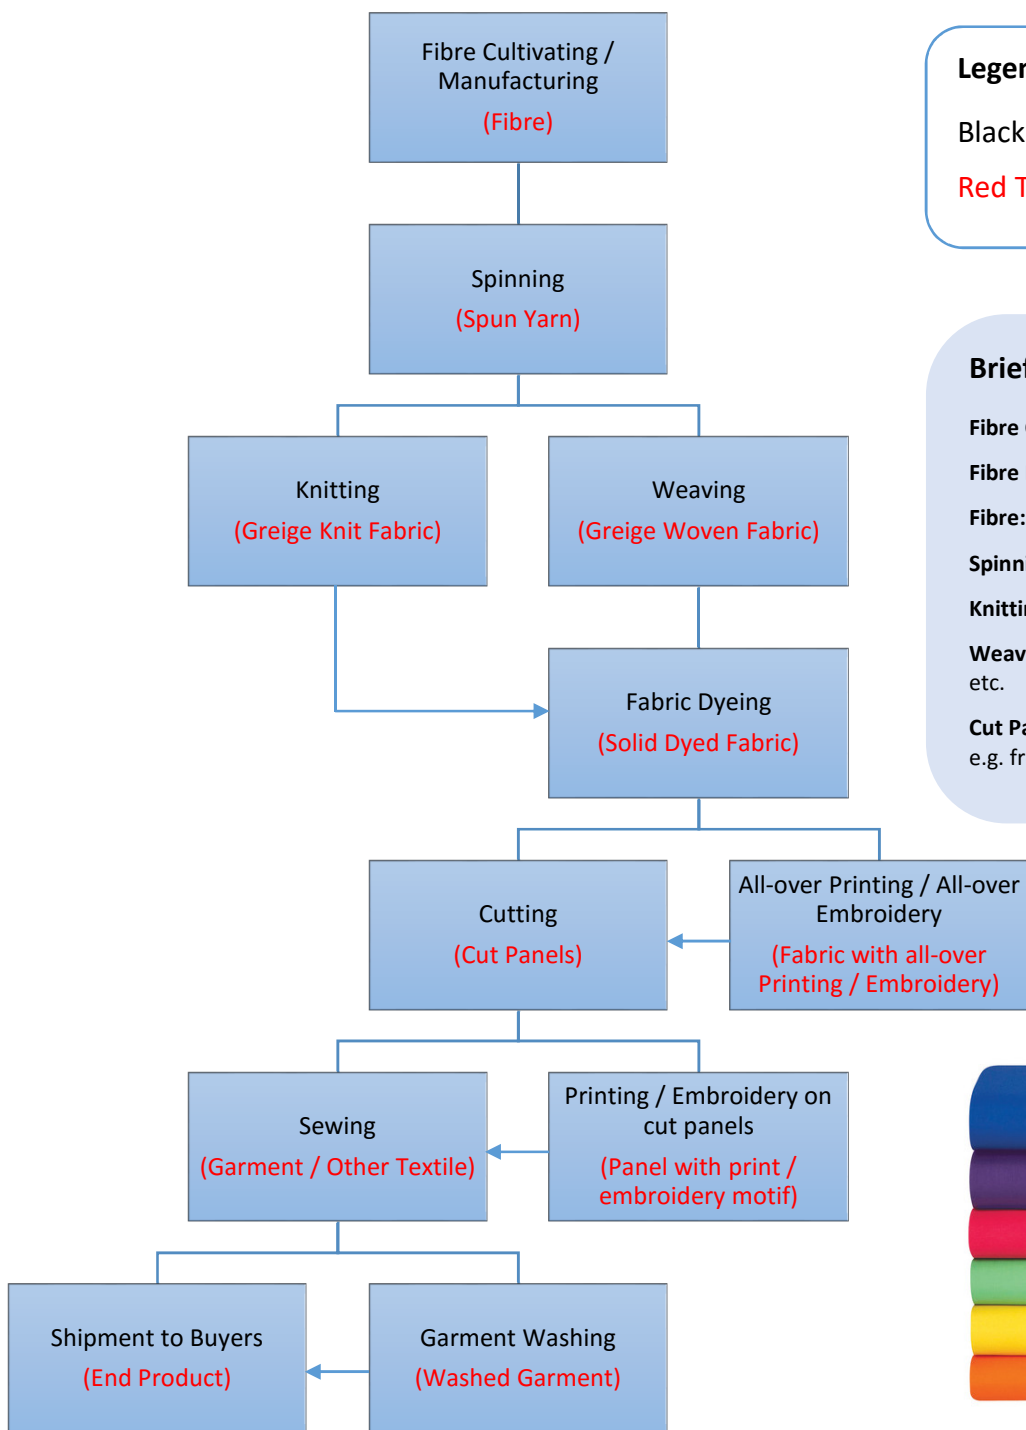 Fibre Cultivating /
Manufacturing
(Fibre)
Spinning
(Spun Yarn)
Knitting
(Greige Knit Fabric)
Weaving
(Greige Woven Fabric)
Fabric Dyeing
(Solid Dyed Fabric)
Cutting
(Cut Panels)
All-over Printing / All-over
Embroidery
(Fabric with all-over
Printing / Embroidery)
Sewing
(Garment / Other Textile)
Printing / Embroidery on
cut panels
(Panel with print /
embroidery motif)
Shipment to Buyers
(End Product)
Garment Washing
(Washed Garment)
Black
Red
Fibre
Fibre
Fibre:
etc.
Cut
e.g.